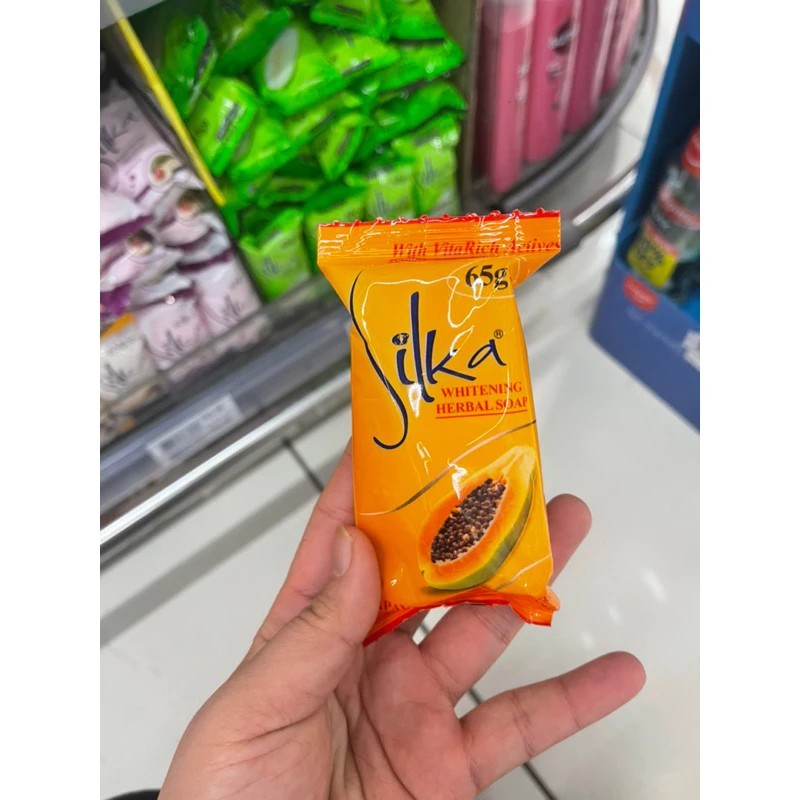 With VitaRich Actives
65g
Silka®
WHITENING
HERBAL SOAP